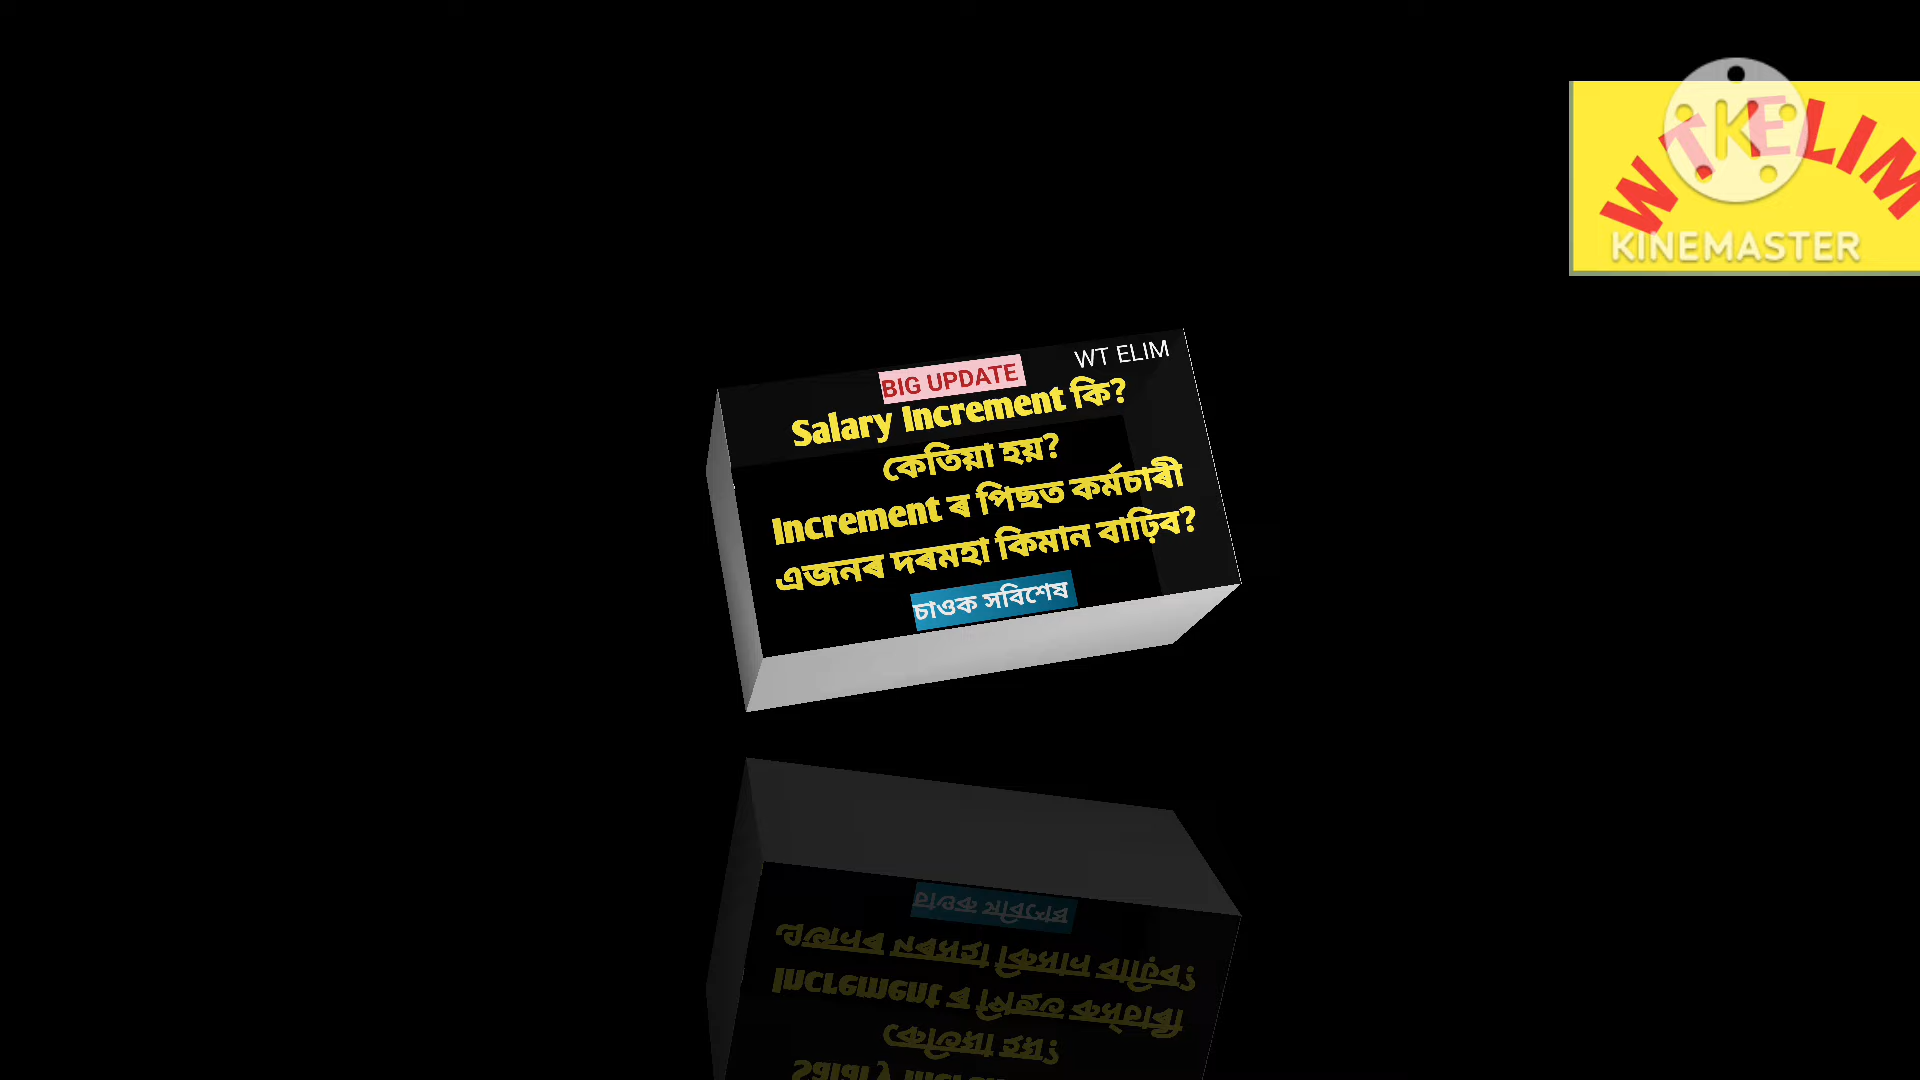 WT ELIM
KINEMASTER
WT ELIM
BIG UPDATE
Salary Increment কি?
কেতিয়া হয়?
Increment ৰ পিছত কৰ্মচাৰী
এজনৰ দৰমহা কিমান বাঢ়িব?
চাওক সবিশেষ